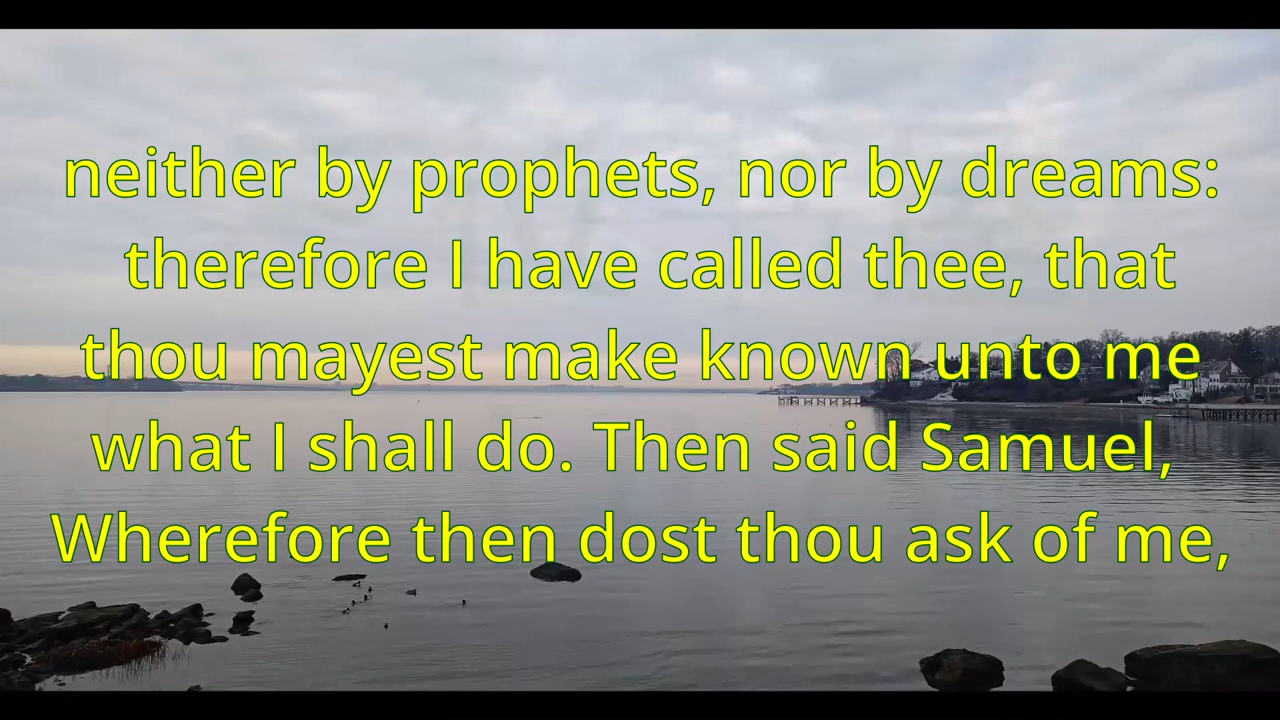 neither by prophets, nor by dreams:
therefore I have called thee, that
thou mayest make known unto me
what I shall do. Then said Samuel,
Wherefore then dost thou ask of me,